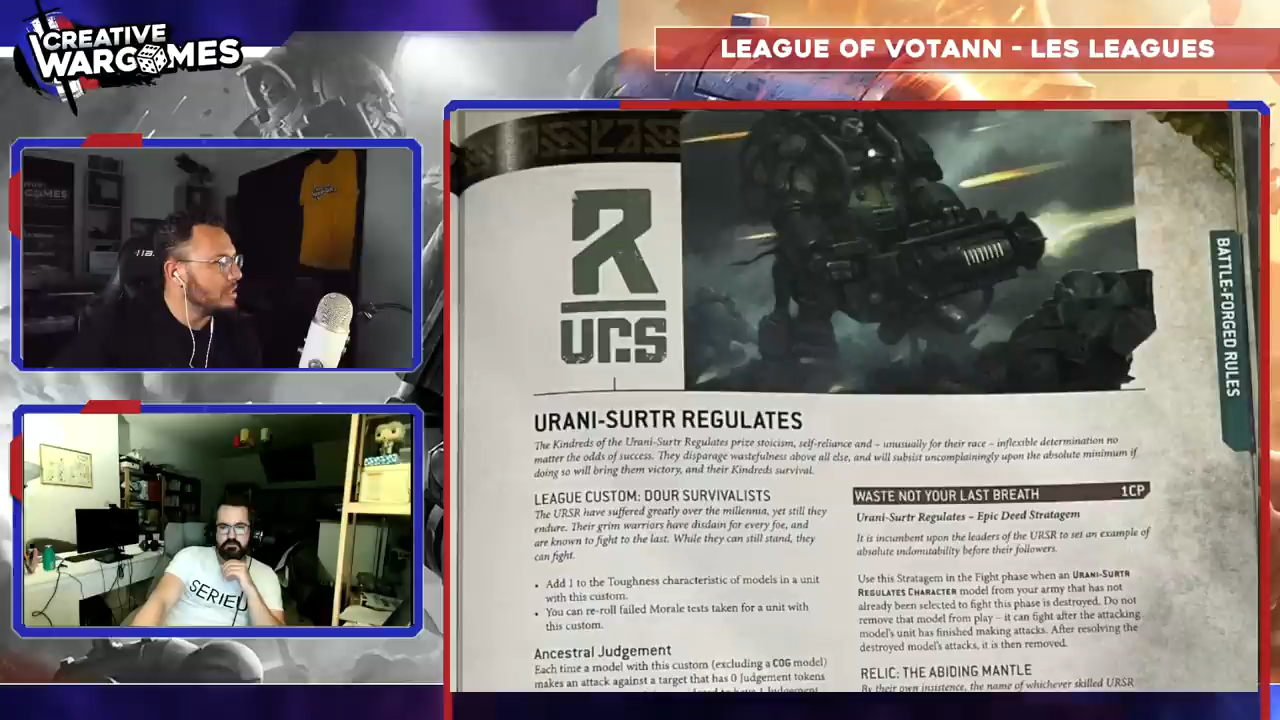 CREATIVE
WARGAMES
LEAGUE OF VOTANN - LES LEAGUES
SERIEU
URSR
BATTLE-FORGED RULES
URANI-SURTR REGULATES
The Kindreds of the Urani-Surtr Regulates prize stoicism, self-reliance and – unusually for their race – inflexible determination no
matter the odds of success. They disparage wastefulness above all else, and will subsist uncomplainingly upon the absolute minimum if
doing so will bring them victory, and their Kindreds survival.
LEAGUE CUSTOM: DOUR SURVIVALISTS
The URSR have suffered greatly over the millennia, yet still they
endure. Their grim warriors have disdain for every foe, and
are known to fight to the last. While they can still stand, they
can fight.
• Add 1 to the Toughness characteristic of models in a unit
with this custom.
• You can re-roll failed Morale tests taken for a unit with
this custom.
Ancestral Judgement
Each time a model with this custom (excluding a COG model)
makes an attack against a target that has 0 Judgement tokens
WASTE NOT YOUR LAST BREATH 1CP
Urani-Surtr Regulates – Epic Deed Stratagem
It is incumbent upon the leaders of the URSR to set an example of
absolute indomitability before their followers.
Use this Stratagem in the Fight phase when an URANI-SURTR
REGULATES CHARACTER model from your army that has not
already been selected to fight this phase is destroyed. Do not
remove that model from play – it can fight after the attacking
model's unit has finished making attacks. After resolving the
destroyed model's attacks, it is then removed.
RELIC: THE ABIDING MANTLE
By their own insistence, the name of whichever skilled URSR